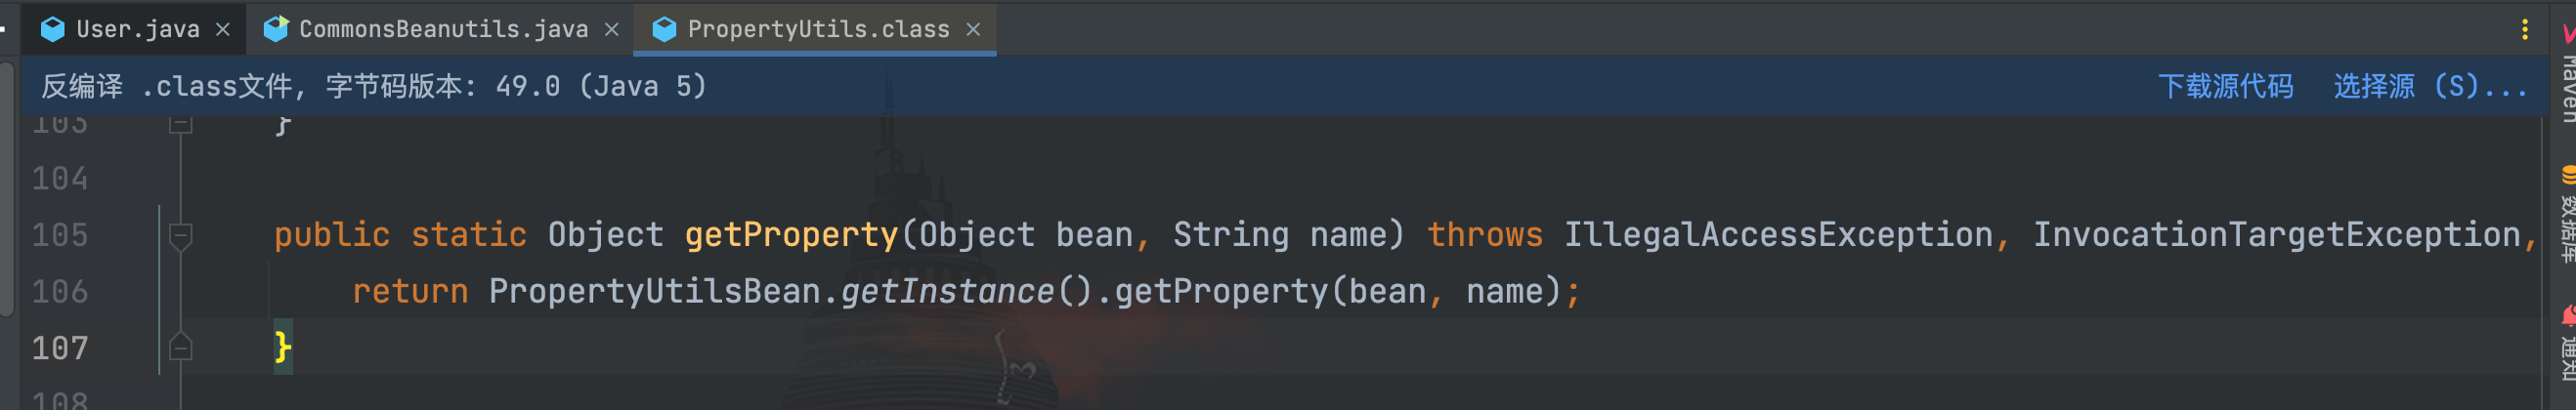 User.java
CommonsBeanutils.java
PropertyUtils.class
反编译 .class文件, 字节码版本: 49.0 (Java 5)
下载源代码
选择源 (S)...
103 }
104
105 public static Object getProperty(Object bean, String name) throws IllegalAccessException, InvocationTargetException,
106 return PropertyUtilsBean.getInstance().getProperty(bean, name);
107 }
108
Maven
数据库
通知